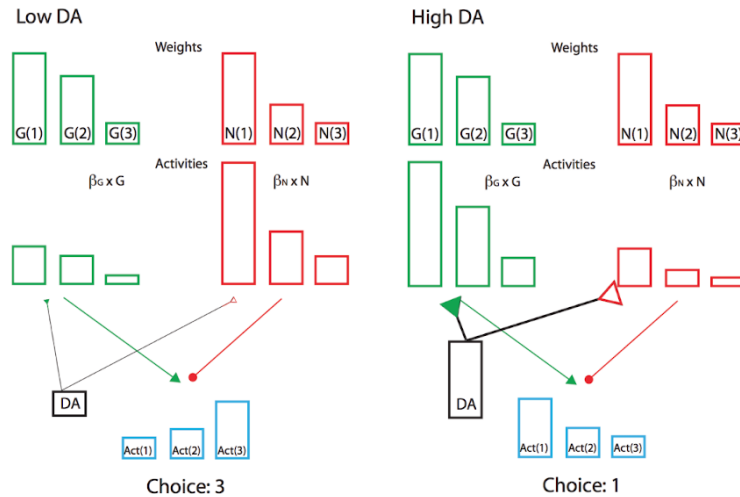 Low DA
Weights
G(1)
G(2)
G(3)
N(1)
N(2)
N(3)
Activities
βG x G
βN x N
DA
Act(1)
Act(2)
Act(3)
Choice: 3
High DA
Weights
G(1)
G(2)
G(3)
N(1)
N(2)
N(3)
Activities
βG x G
βN x N
DA
Act(1)
Act(2)
Act(3)
Choice: 1